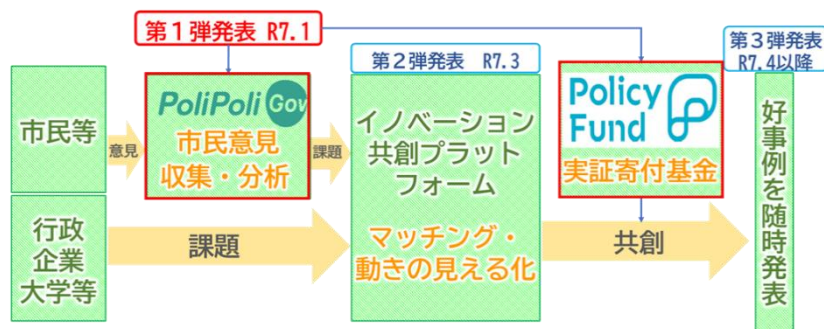 第1弾発表 R7.1
第2弾発表 R7.3
第3弾発表
R7.4以降
市民等
意見
PoliPoli Gov
市民意見
収集・分析
課題
イノベーション
共創プラット
フォーム
マッチング・
動きの見える化
Policy
Fund
実証寄付基金
好事例を随時発表
行政
企業
大学等
課題
共創